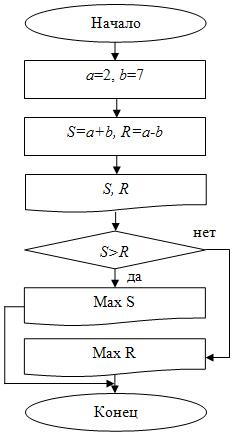 Начало
a=2, b=7
S=a+b, R=a-b
S, R
нет
S>R
да
Max S
Max R
Конец